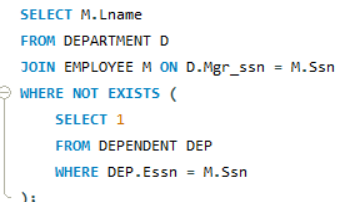 SELECT M.Lname
FROM DEPARTMENT D
JOIN EMPLOYEE M ON D.Mgr_ssn = M.Ssn
WHERE NOT EXISTS (
SELECT 1
FROM DEPENDENT DEP
WHERE DEP.Essn = M.Ssn
);